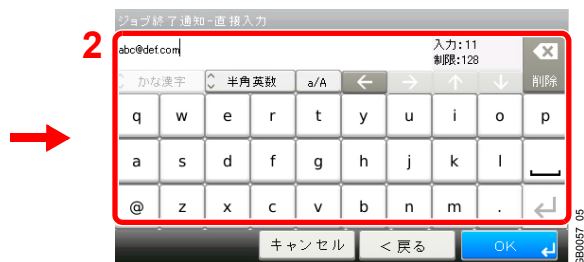 ジョブ終了通知-直接入力
2
abc@def.com
入力:11
制限:128
かな漢字 半角英数 a/A ← → ↑ ↓ 削除
q w e r t y u i o p
a s d f g h j k l
@ z x c v b n m .
キャンセル < 戻る OK
GB0057_05